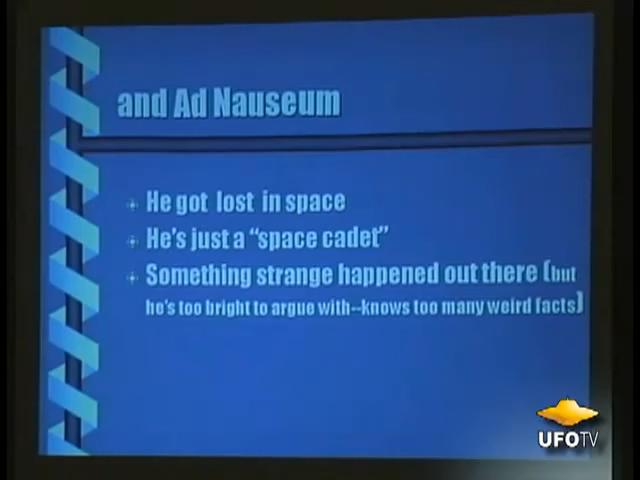 and Ad Nauseum
He got lost in space
He's just a “space cadet”
Something strange happened out there (but
he's too bright to argue with--knows too many weird facts)
UFOTV